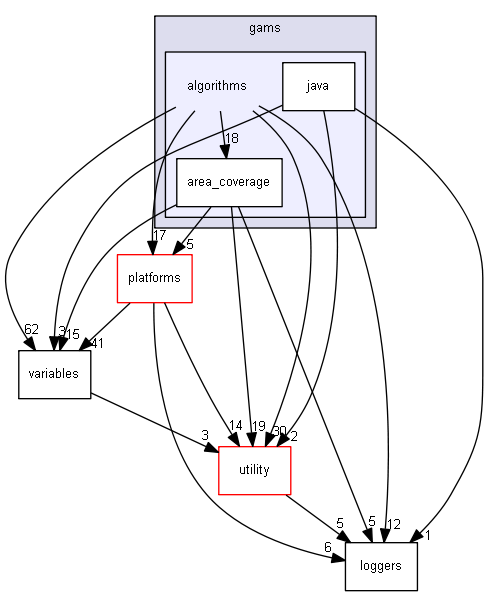 gams
algorithms
java
18
area_coverage
17
5
platforms
62
3
15
41
variables
3
14
19
30
2
utility
5
5
12
1
6
loggers